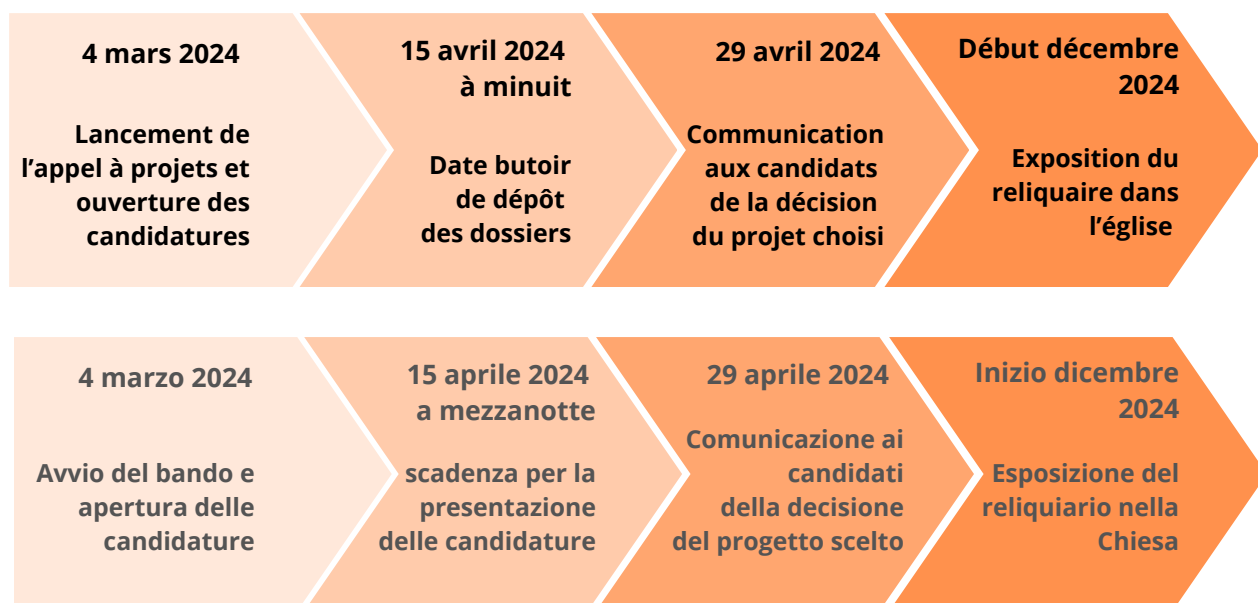 4 mars 2024
Lancement de
l’appel à projets et
ouverture des
candidatures
15 avril 2024
à minuit
Date butoir
de dépôt
des dossiers
29 avril 2024
Communication
aux candidats
de la décision
du projet choisi
Début décembre
2024
Exposition du
reliquaire dans
l’église
4 marzo 2024
Avvio del bando e
apertura delle
candidature
15 aprile 2024
a mezzanotte
scadenza per la
presentazione
delle candidature
29 aprile 2024
Comunicazione ai
candidati
della decisione
del progetto scelto
Inizio dicembre
2024
Esposizione del
reliquiario nella
Chiesa